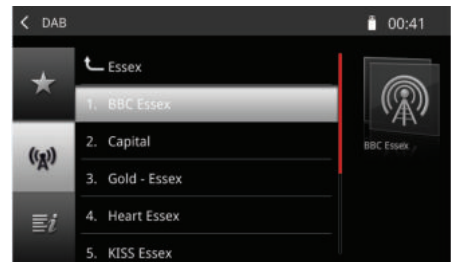 DAB
00:41
Essex
1. BBC Essex
2. Capital
3. Gold - Essex
4. Heart Essex
5. KISS Essex
BBC Essex